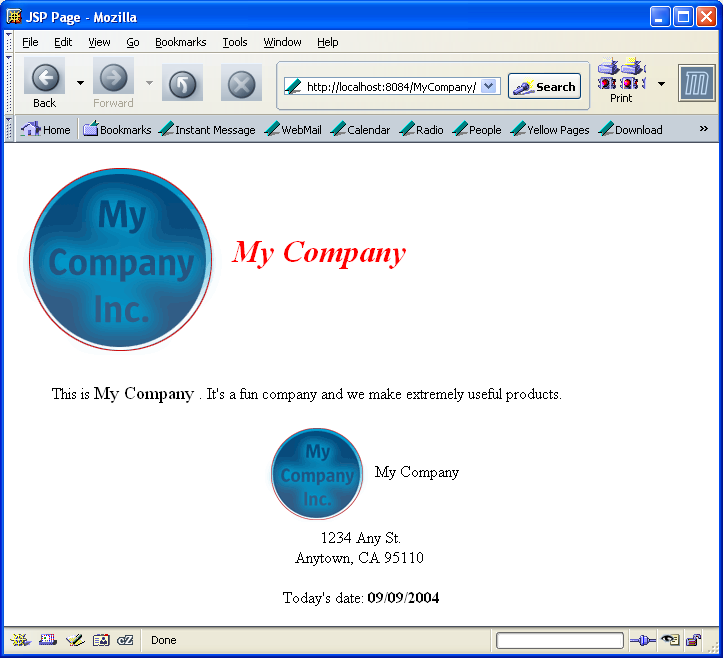 JSP Page - Mozilla
File Edit View Go Bookmarks Tools Window Help
http://localhost:8084/MyCompany/ Search
Back Forward Print
Home Bookmarks Instant Message WebMail Calendar Radio People Yellow Pages Download »
My
Company
Inc.
My Company
This is My Company . It's a fun company and we make extremely useful products.
My
Company
Inc.
My Company
1234 Any St.
Anytown, CA 95110
Today's date: 09/09/2004
Done